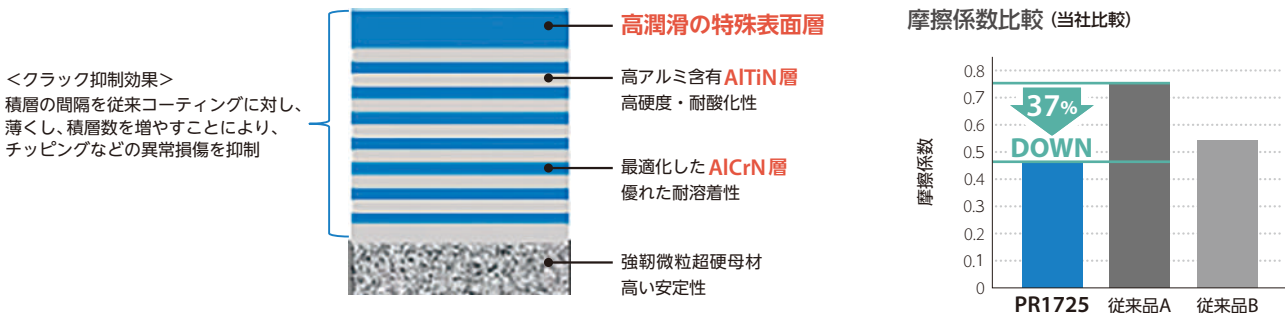 <クラック抑制効果>
積層の間隔を従来コーティングに対し、
薄くし、積層数を増やすことにより、
チッピングなどの異常損傷を抑制
高潤滑の特殊表面層
高アルミ含有AlTiN層
高硬度・耐酸化性
最適化したAlCrN層
優れた耐溶着性
強靭微粒超硬母材
高い安定性
摩擦係数比較（当社比較）
摩擦係数
0.8
0.7
0.6
0.5
0.4
0.3
0.2
0.1
0
37%
DOWN
PR1725 従来品A 従来品B